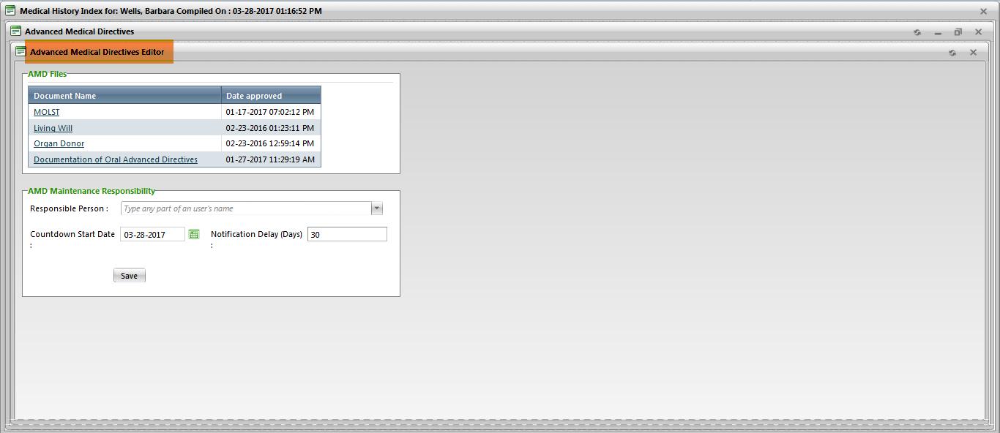 Medical History Index for: Wells, Barbara Compiled On : 03-28-2017 01:16:52 PM
Advanced Medical Directives
Advanced Medical Directives Editor
AMD Files
Document Name Date approved
MOLST 01-17-2017 07:02:12 PM
Living Will 02-23-2016 01:23:11 PM
Organ Donor 02-23-2016 12:59:14 PM
Documentation of Oral Advanced Directives 01-27-2017 11:29:19 AM
AMD Maintenance Responsibility
Responsible Person : Type any part of an user's name
Countdown Start Date 03-28-2017 Notification Delay (Days) 30
: :
Save